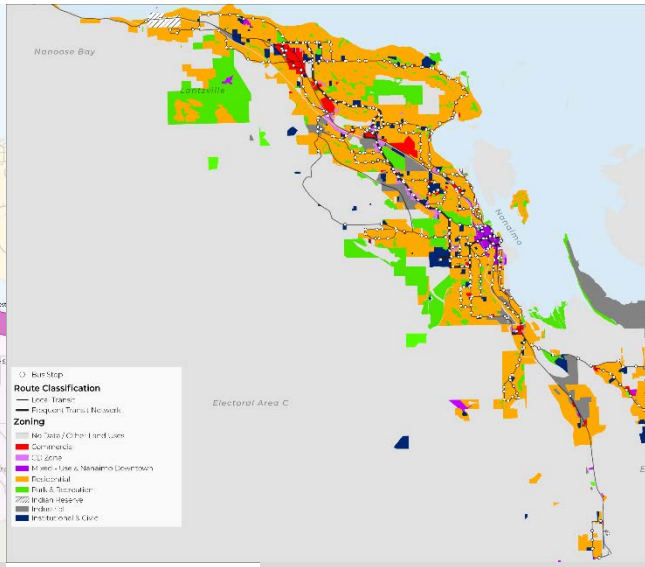 Nanoose Bay
Lantzville
Nanaimo
Electoral Area C
Bus Stop
Route Classification
Local Transit
Frequent Transit Network
Zoning
No Data / Other Land Uses
Commercial
CD Zone
Mixed - Use & Nanaimo Downtown
Residential
Park & Recreation
Indian Reserve
Industrial
Institutional & Civic